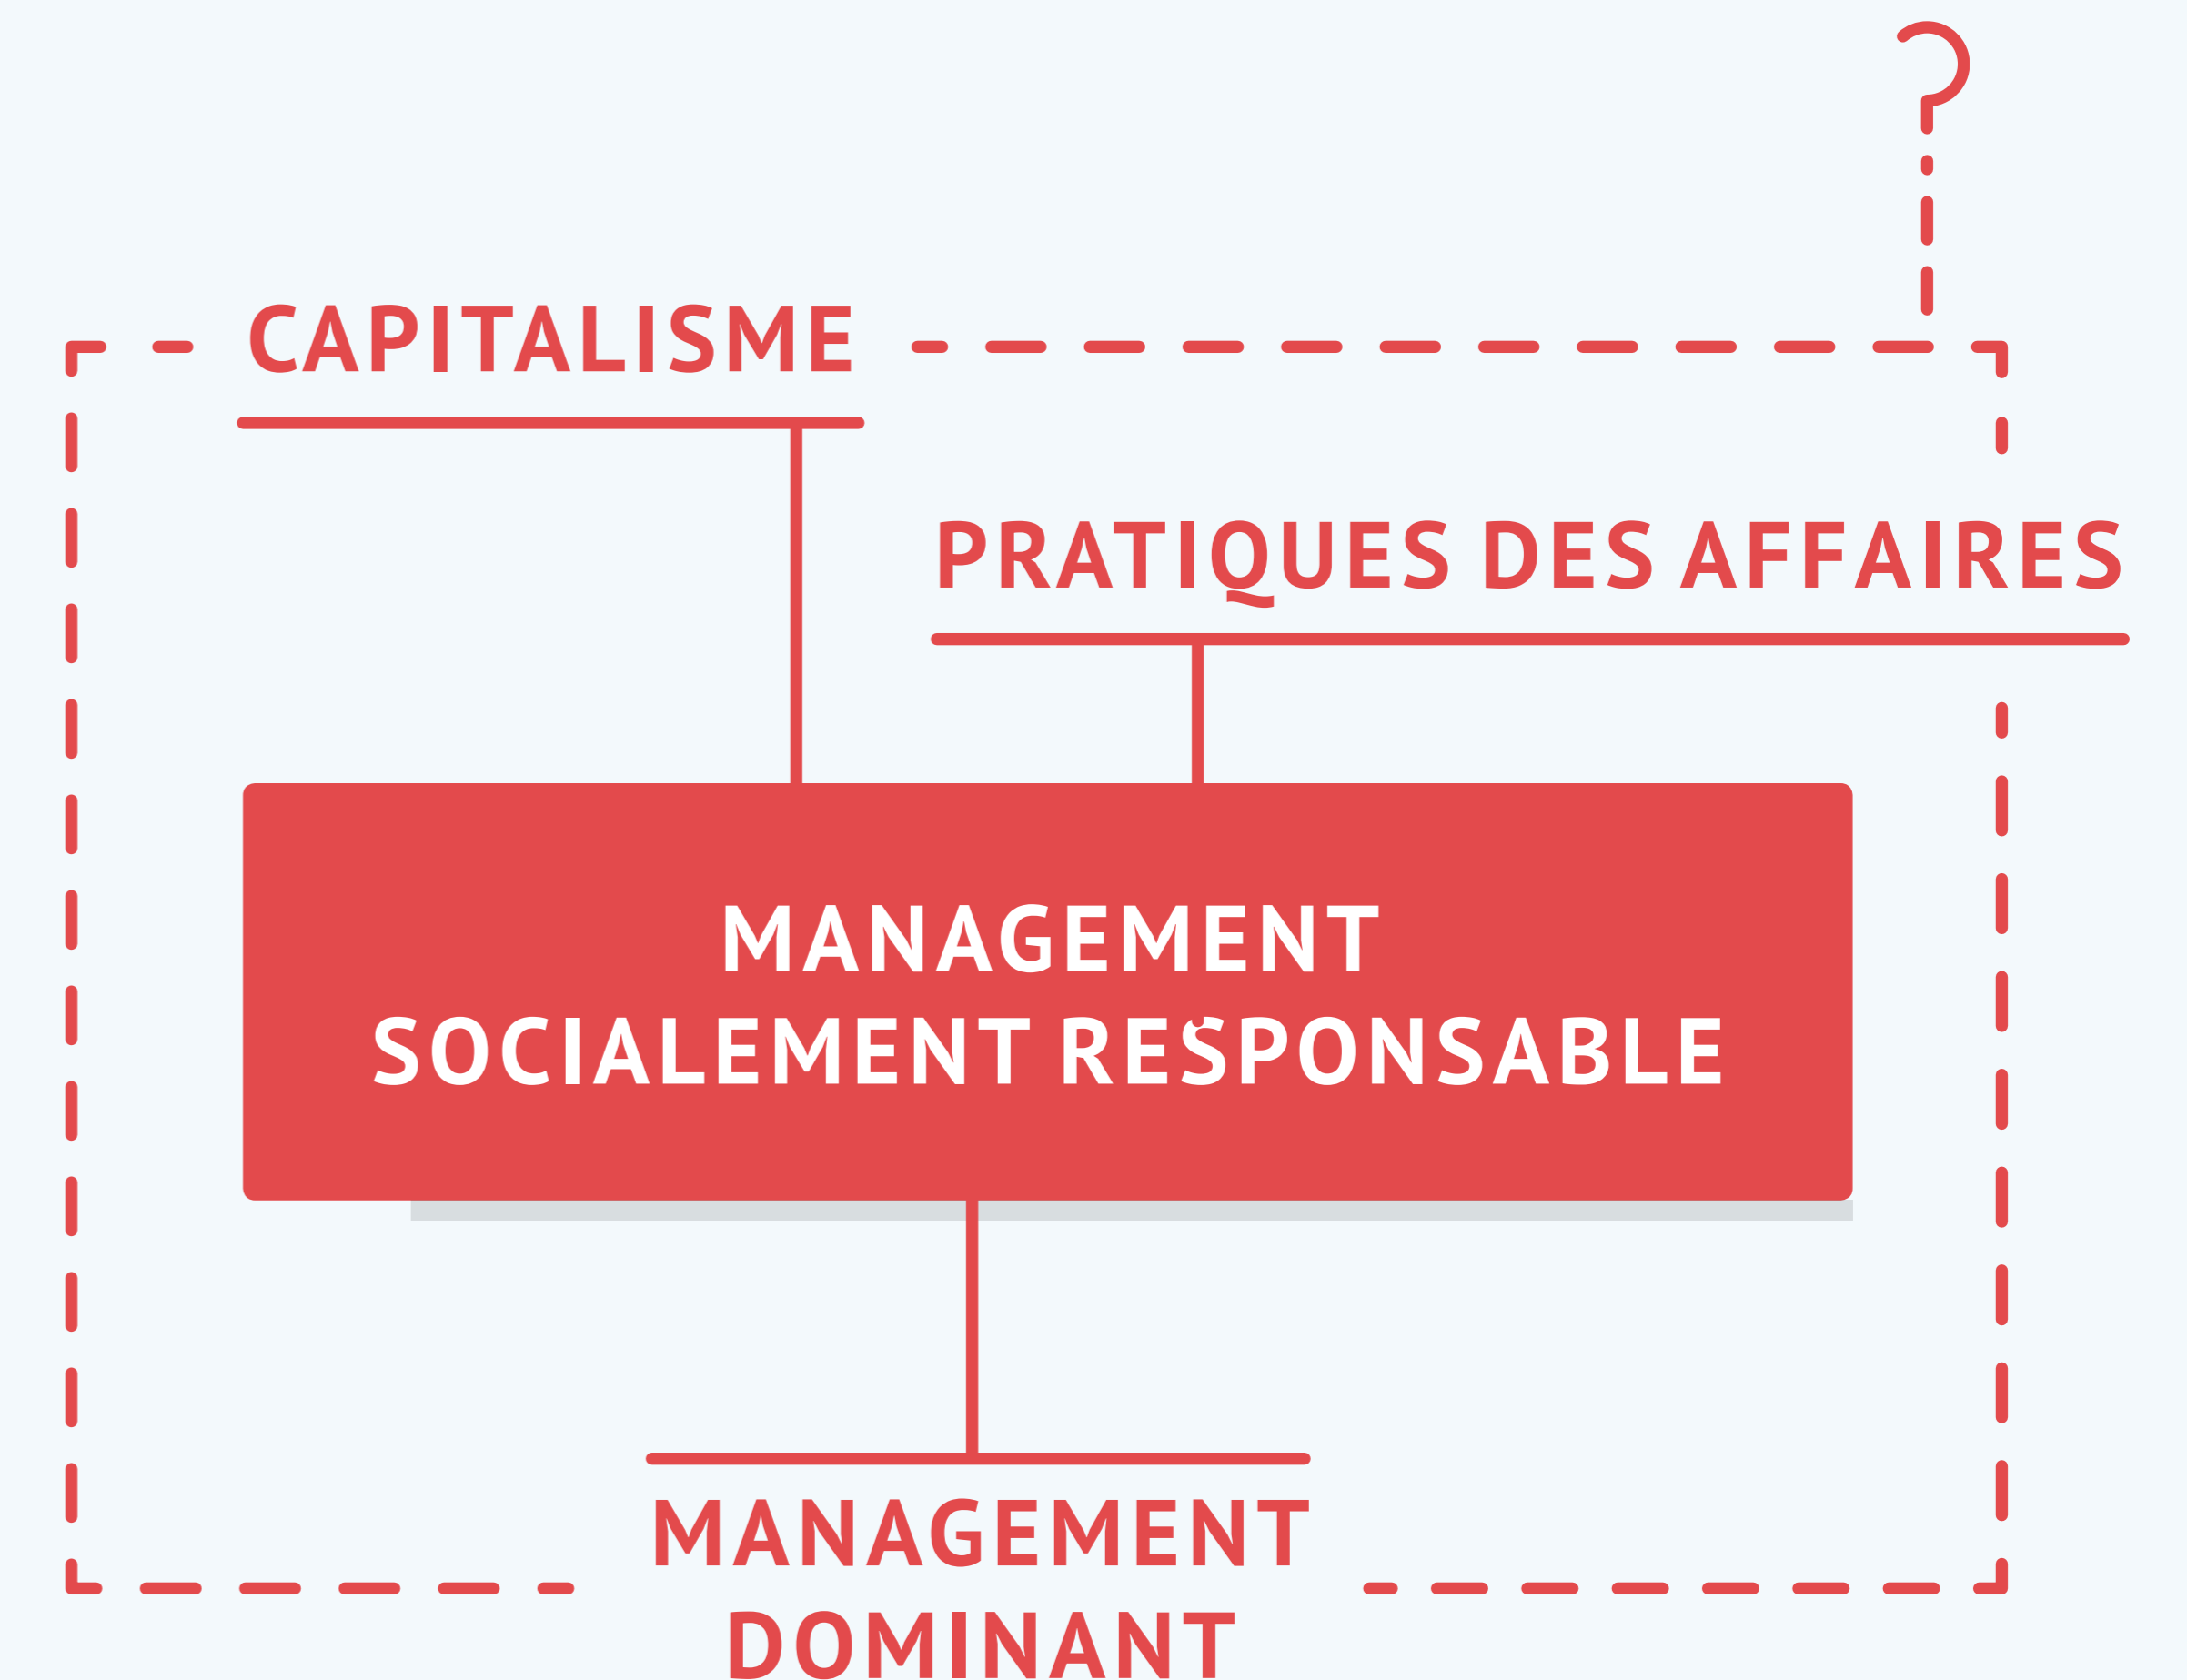 CAPITALISME
PRATIQUES DES AFFAIRES
MANAGEMENT
SOCIALEMENT RESPONSABLE
MANAGEMENT
DOMINANT